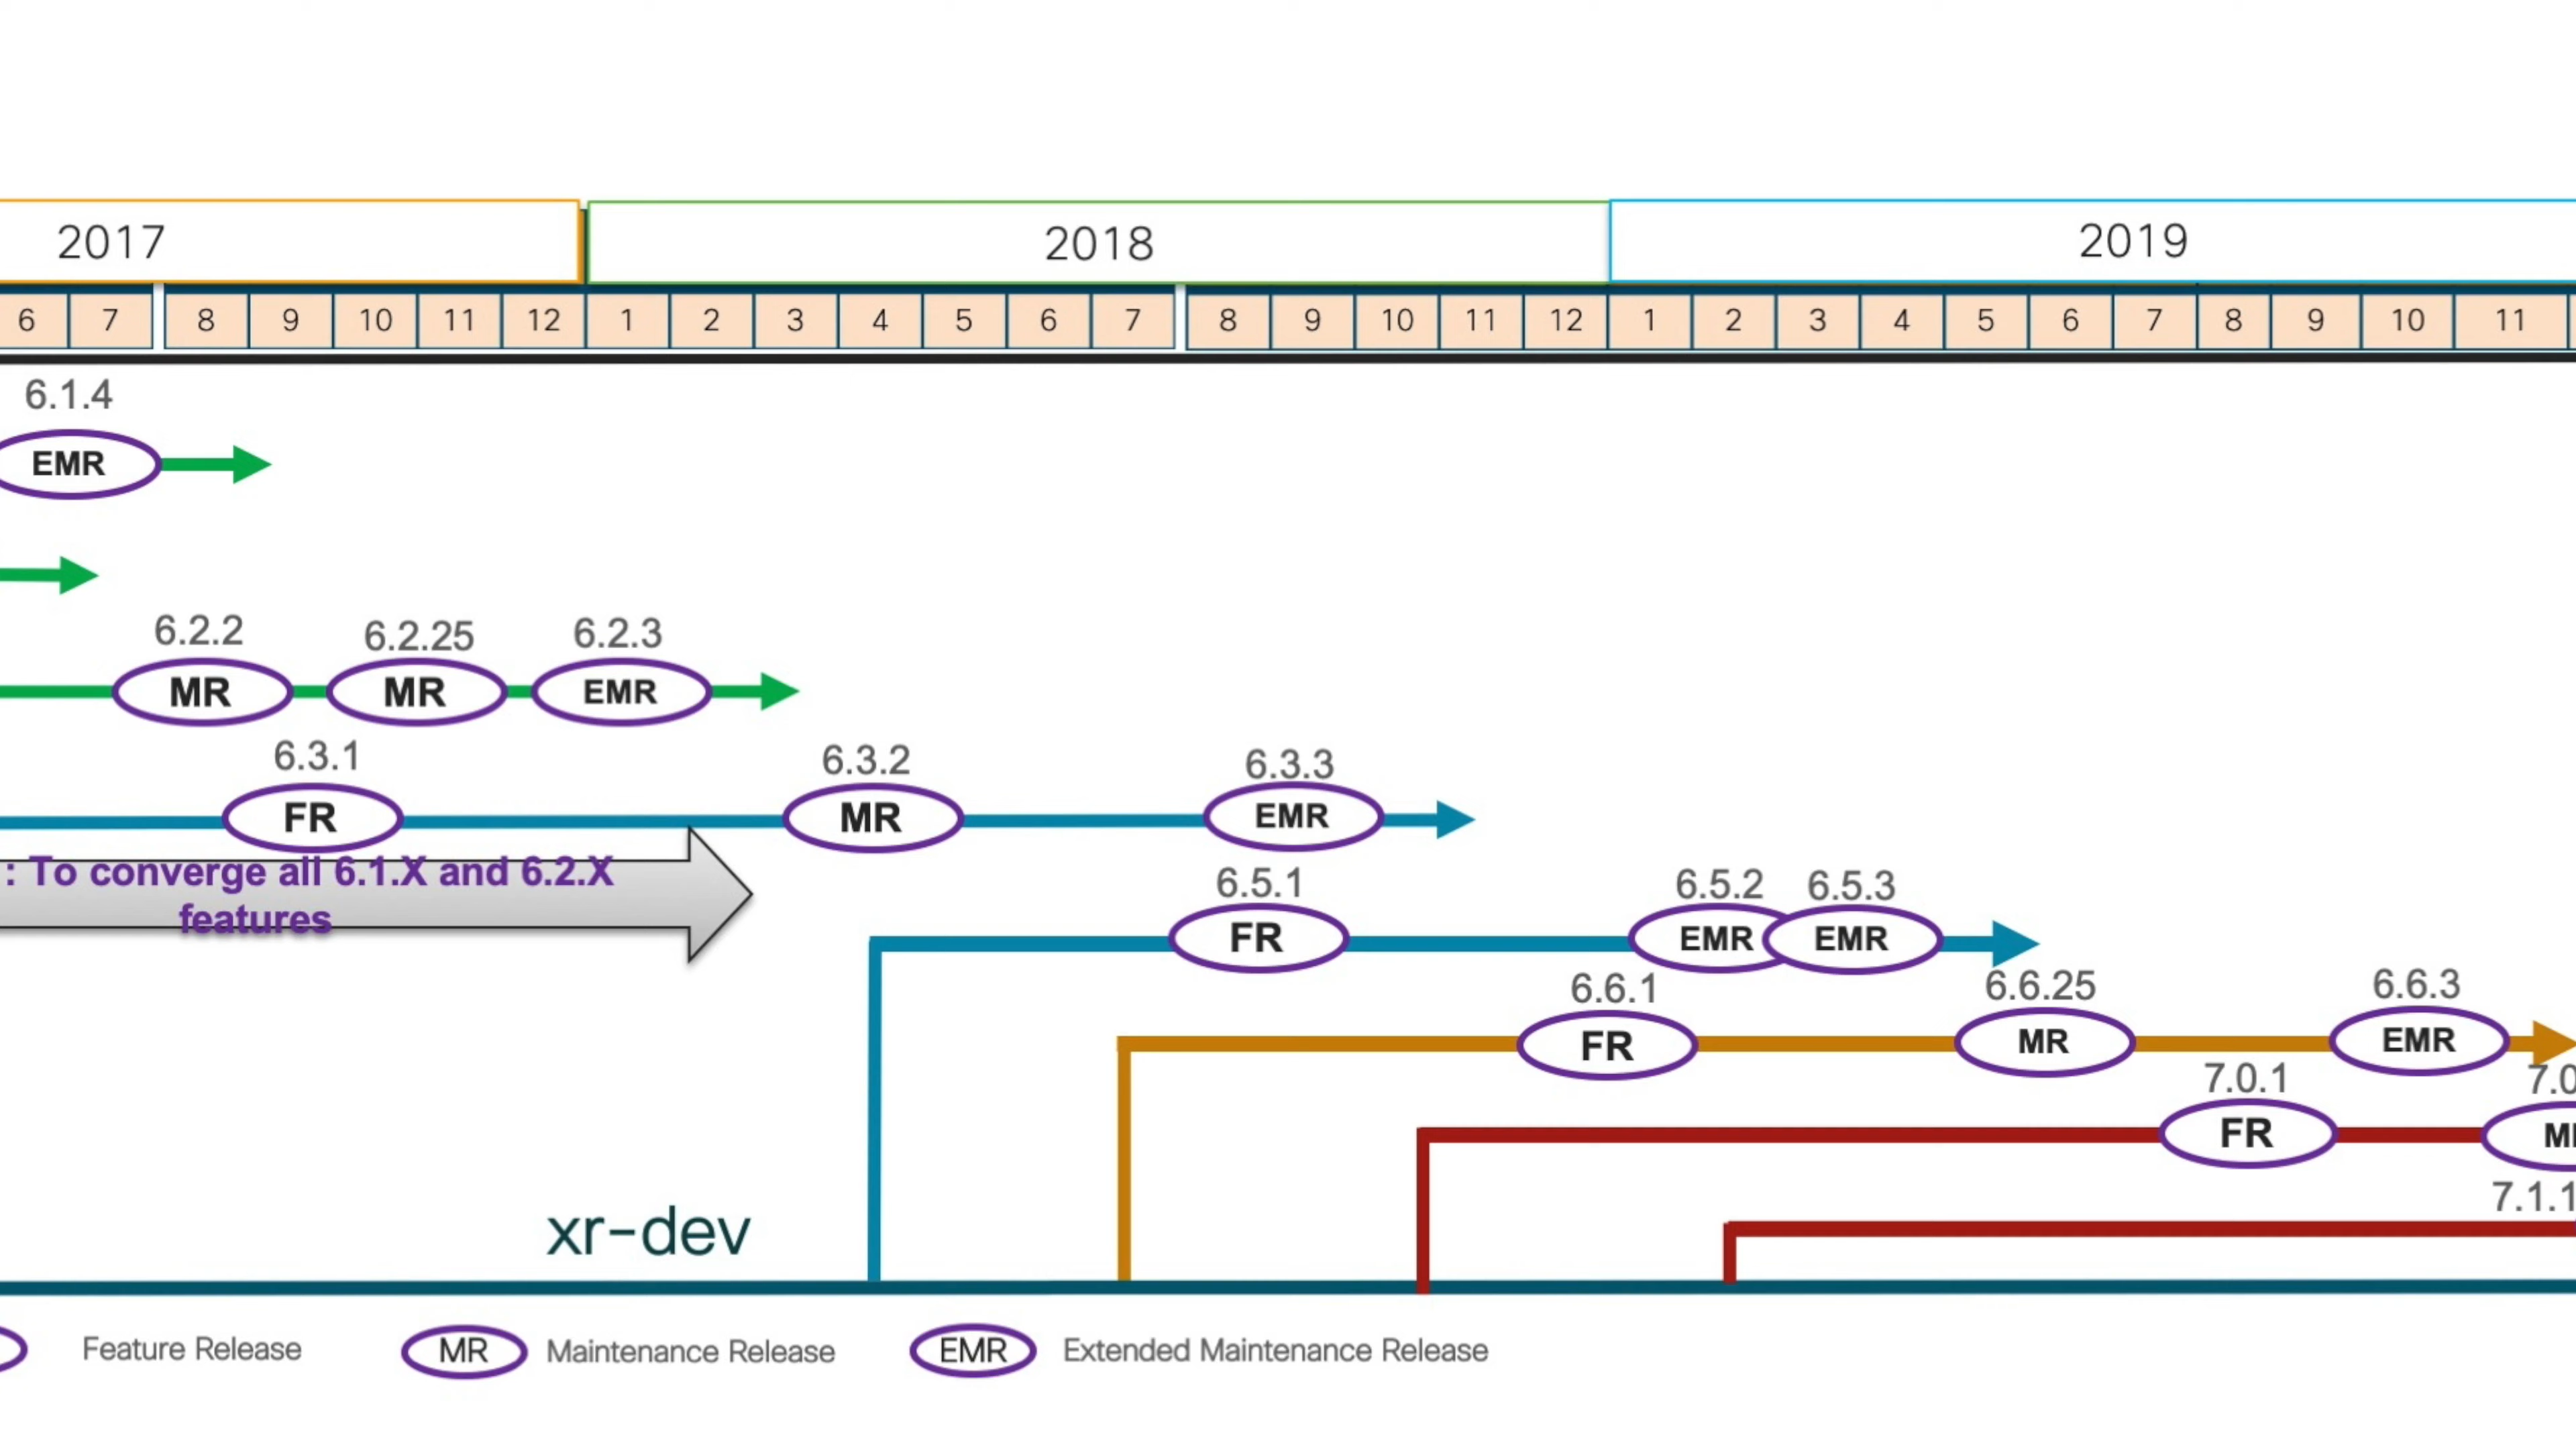 2017 2018 2019
6 7 8 9 10 11 12 1 2 3 4 5 6 7 8 9 10 11 12 1 2 3 4 5 6 7 8 9 10 11
6.1.4
EMR
6.2.2 6.2.25 6.2.3
MR MR EMR
6.3.1 6.3.2 6.3.3
FR MR EMR
: To converge all 6.1.X and 6.2.X
features
6.5.1 6.5.2 6.5.3
FR EMR EMR
6.6.1 6.6.25 6.6.3
FR MR EMR
7.0.1 7.0
FR M
7.1.1
xr-dev
Feature Release MR Maintenance Release EMR Extended Maintenance Release